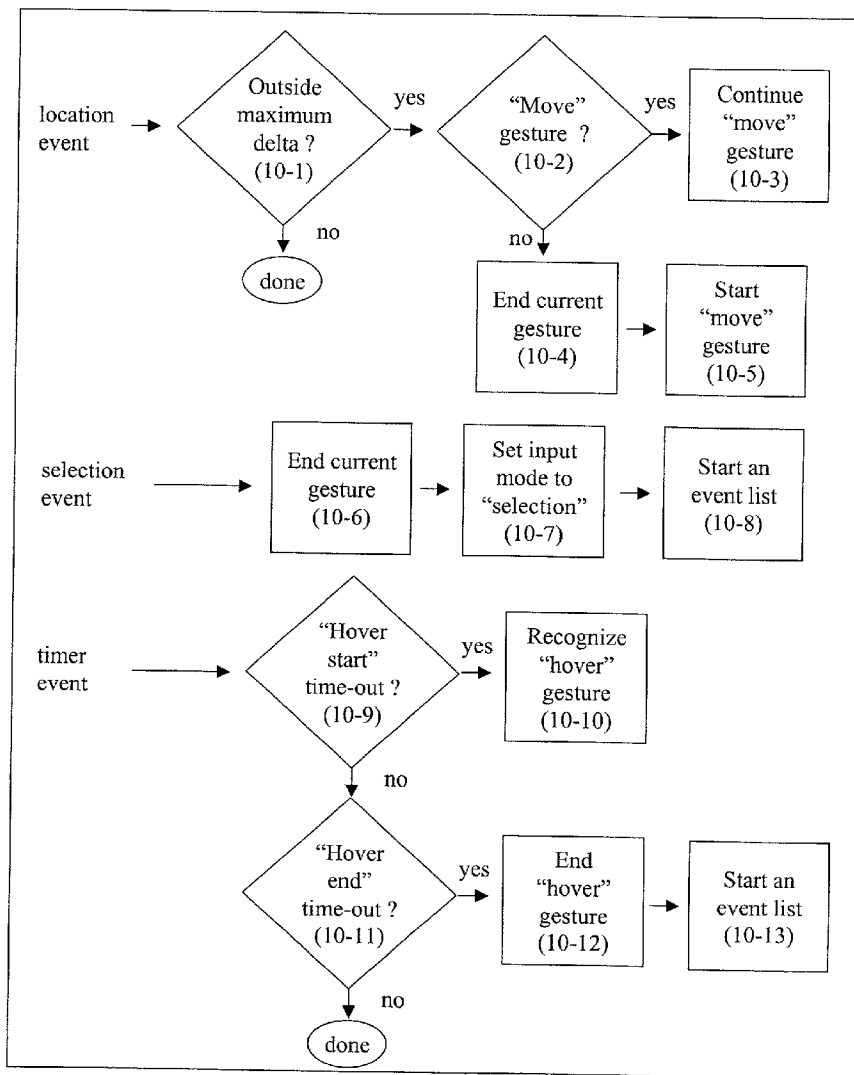 location
event
Outside
maximum
delta ?
(10-1)
yes
no
done
“Move”
gesture ?
(10-2)
yes
no
Continue
“move”
gesture
(10-3)
End current
gesture
(10-4)
Start
“move”
gesture
(10-5)
selection
event
End current
gesture
(10-6)
Set input
mode to
“selection”
(10-7)
Start an
event list
(10-8)
timer
event
“Hover
start”
time-out ?
(10-9)
yes
no
Recognize
“hover”
gesture
(10-10)
“Hover
end”
time-out ?
(10-11)
yes
no
done
End
“hover”
gesture
(10-12)
Start an
event list
(10-13)